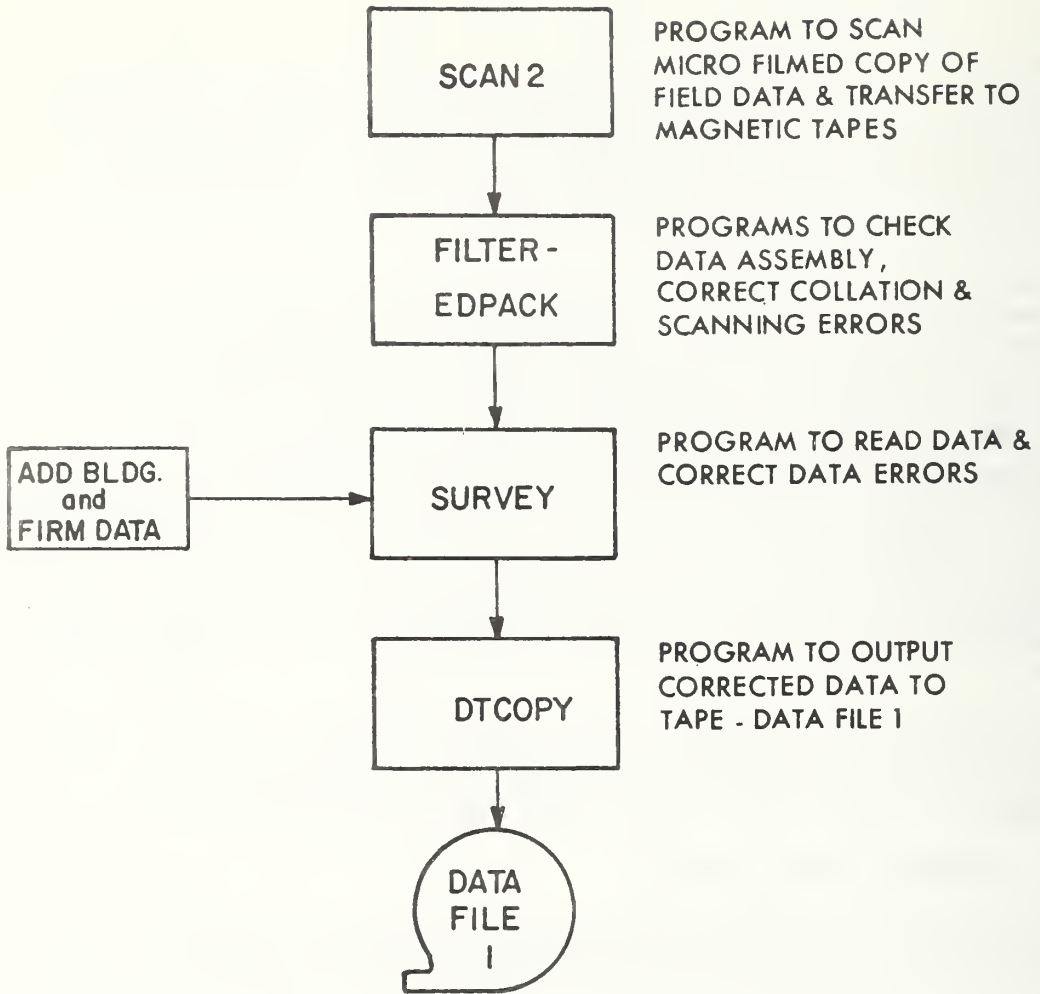 SCAN 2
PROGRAM TO SCAN
MICRO FILMED COPY OF
FIELD DATA & TRANSFER TO
MAGNETIC TAPES
FILTER -
EDPACK
PROGRAMS TO CHECK
DATA ASSEMBLY,
CORRECT COLLATION &
SCANNING ERRORS
ADD BLDG.
and
FIRM DATA
SURVEY
PROGRAM TO READ DATA &
CORRECT DATA ERRORS
DTCOPY
PROGRAM TO OUTPUT
CORRECTED DATA TO
TAPE - DATA FILE 1
DATA
FILE
1